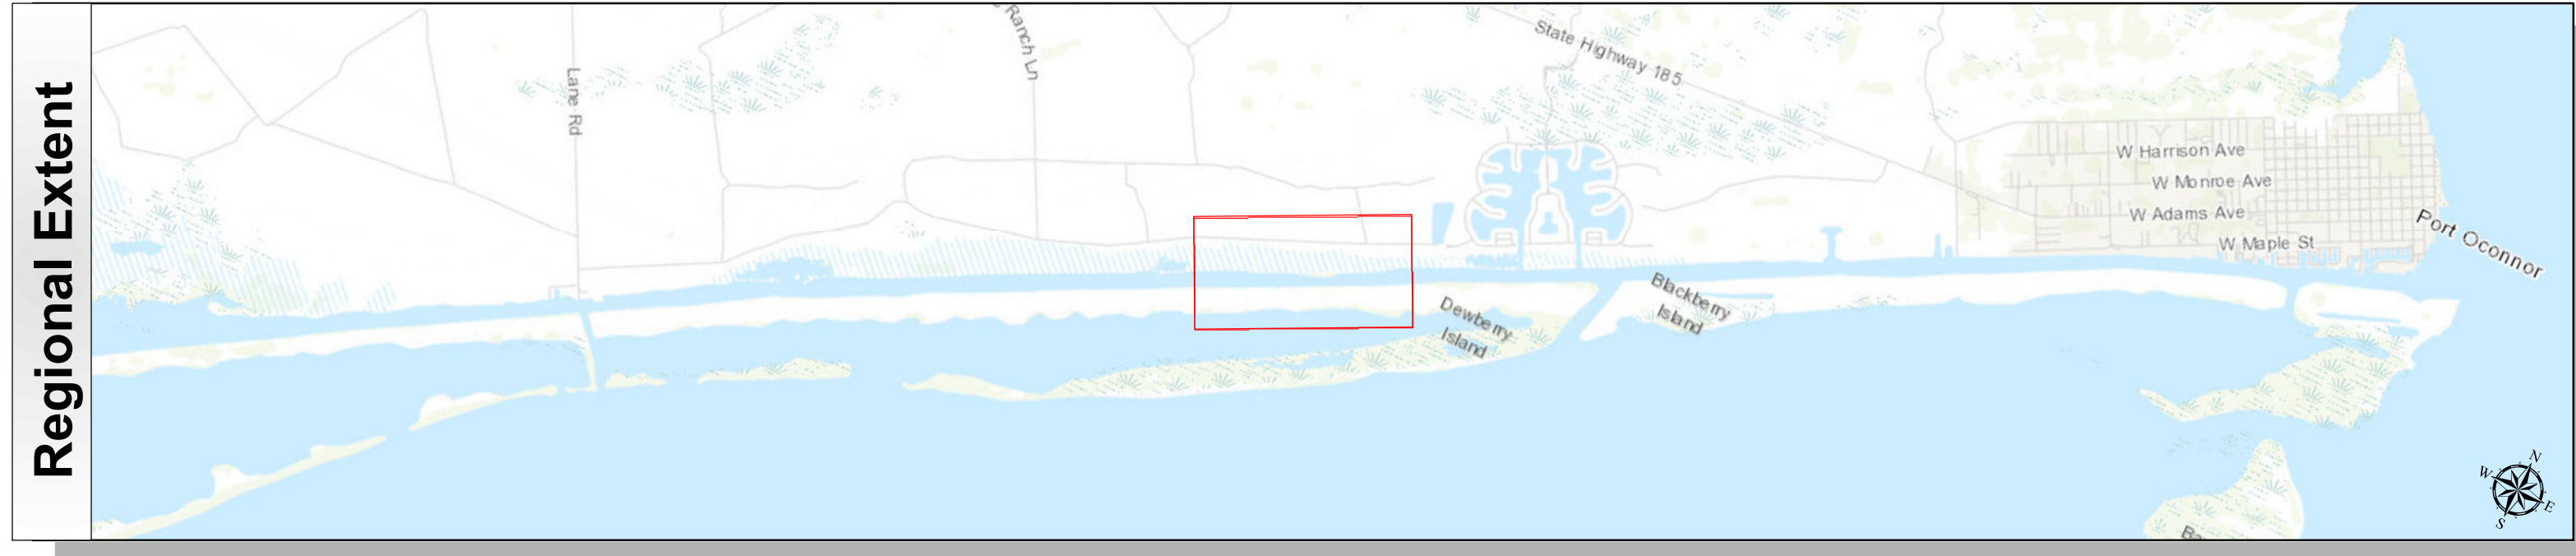 Regional Extent
Lane Rd
Ranch Ln
State Highway 185
W Harrison Ave
W Monroe Ave
W Adams Ave
W Maple St
Port Oconnor
Blackberry
Island
Dewberry
Island
N
W
E
S